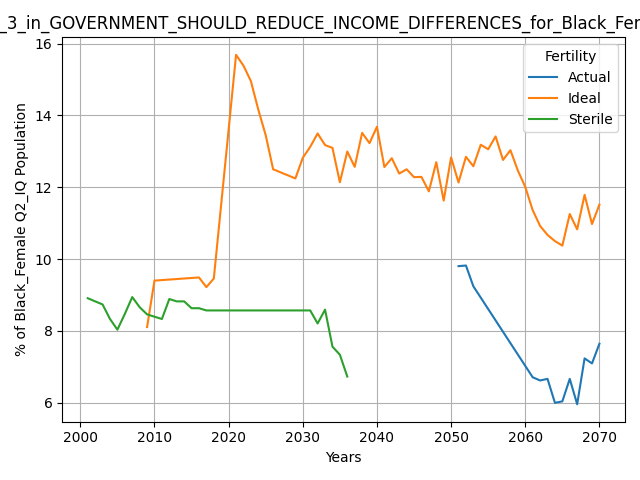 _3_in_GOVERNMENT_SHOULD_REDUCE_INCOME_DIFFERENCES_for_Black_Fem
% of Black_Female Q2_IQ Population
16
14
12
10
8
6
Fertility
Actual
Ideal
Sterile
2000 2010 2020 2030 2040 2050 2060 2070
Years